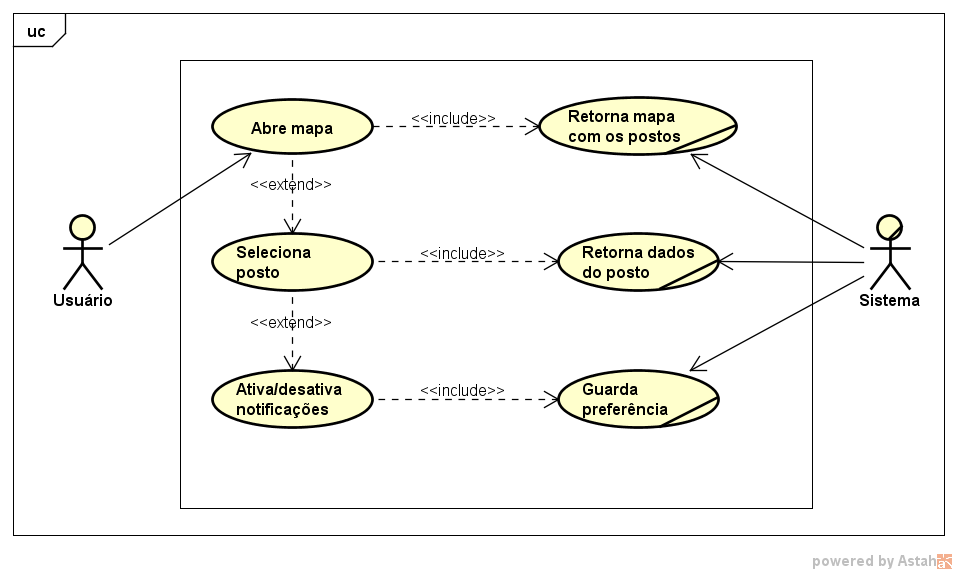 uc
Abre mapa
<<include>>
Retorna mapa
com os postos
<<extend>>
Seleciona
posto
<<include>>
Retorna dados
do posto
Usuário
Sistema
<<extend>>
Ativa/desativa
notificações
<<include>>
Guarda
preferência
powered by Astah